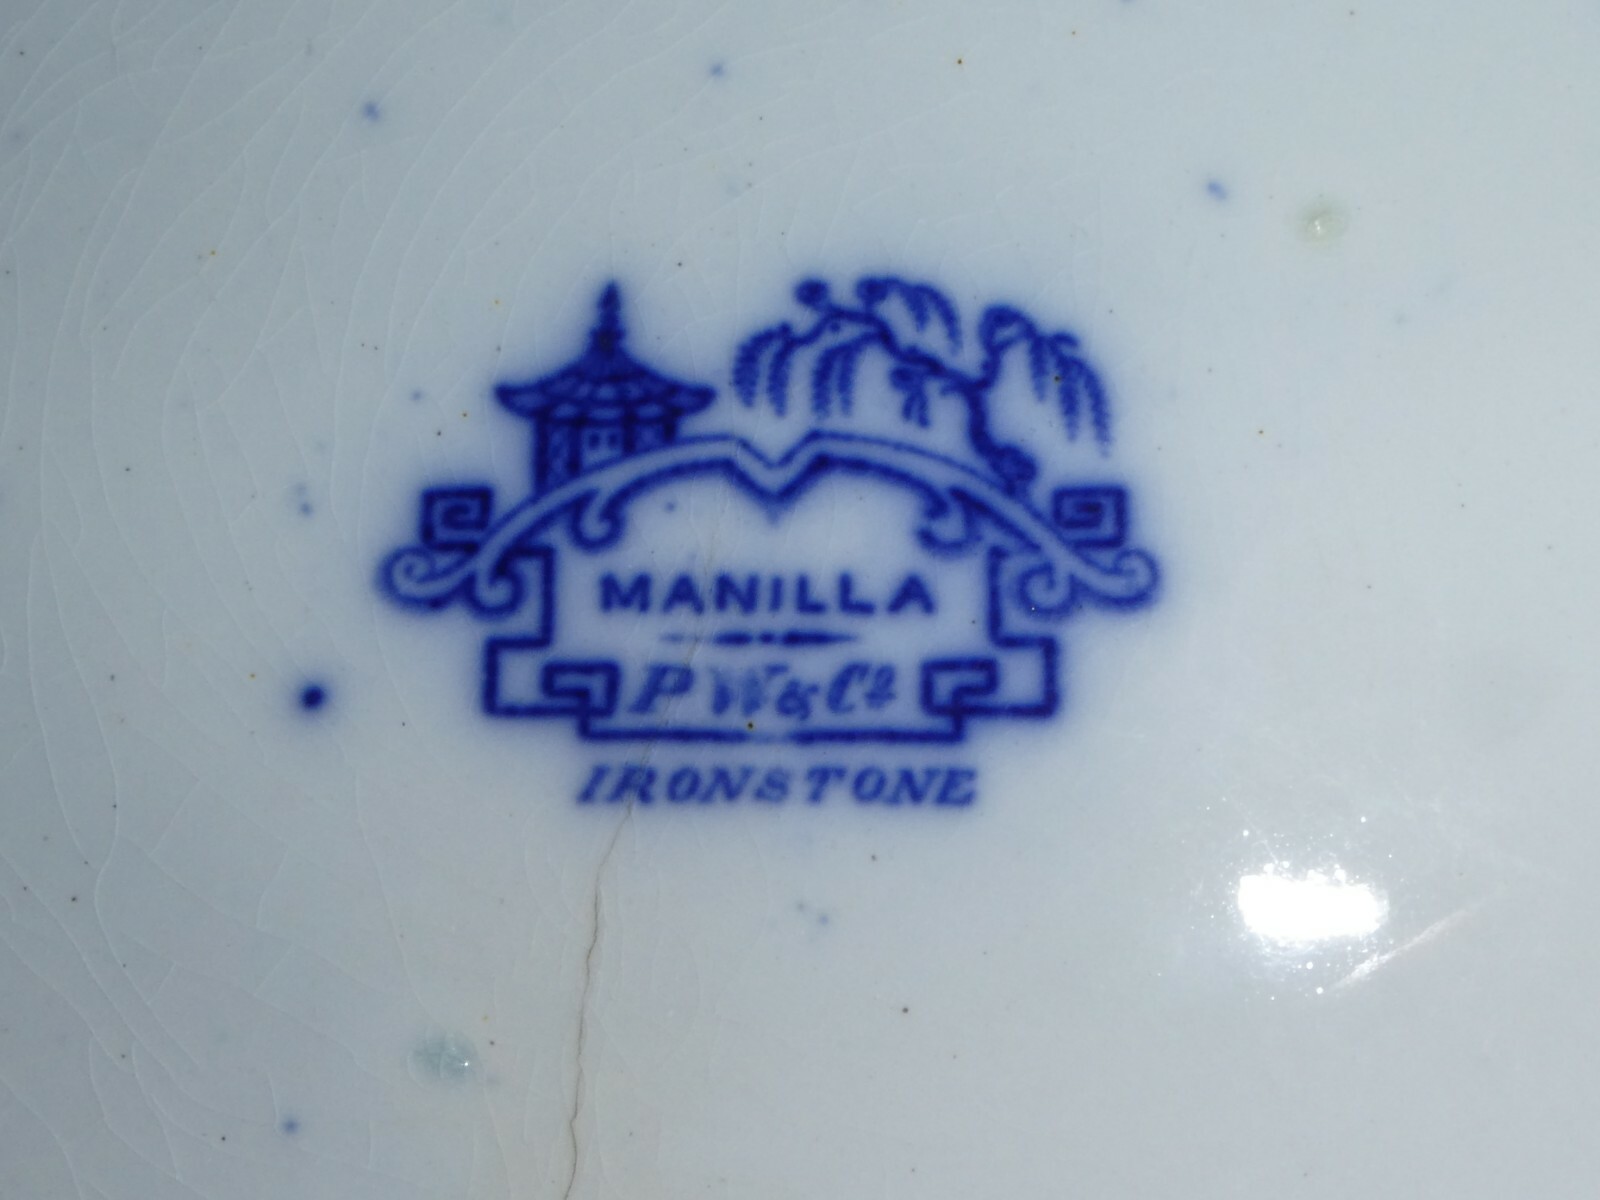 MANILLA
P W & Co
IRONSTONE